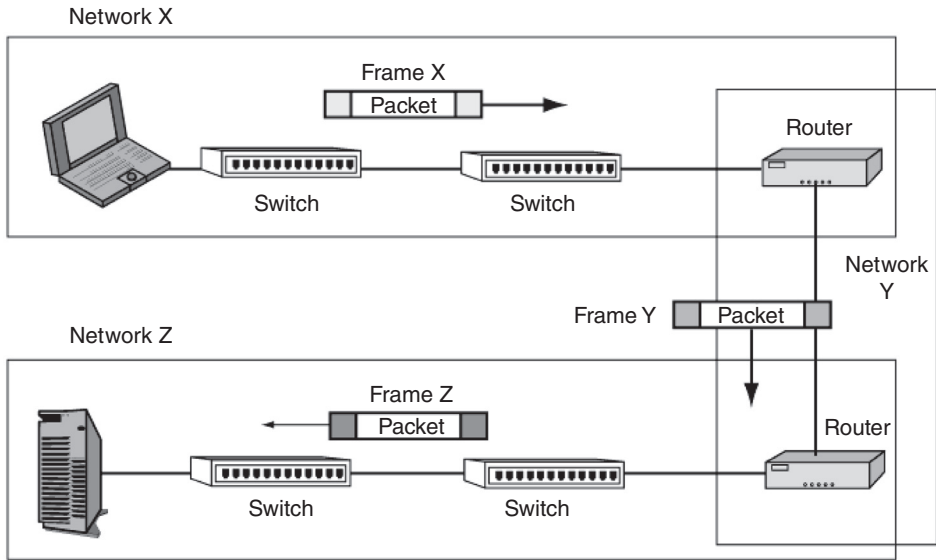 Network X
Frame X
Packet
Router
Switch
Switch
Network
Y
Frame Y
Packet
Network Z
Frame Z
Packet
Router
Switch
Switch